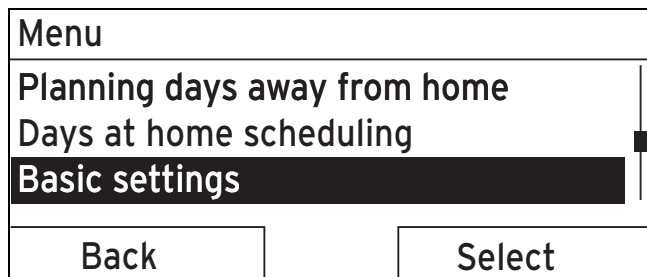 Menu
Planning days away from home
Days at home scheduling
Basic settings
Back Select